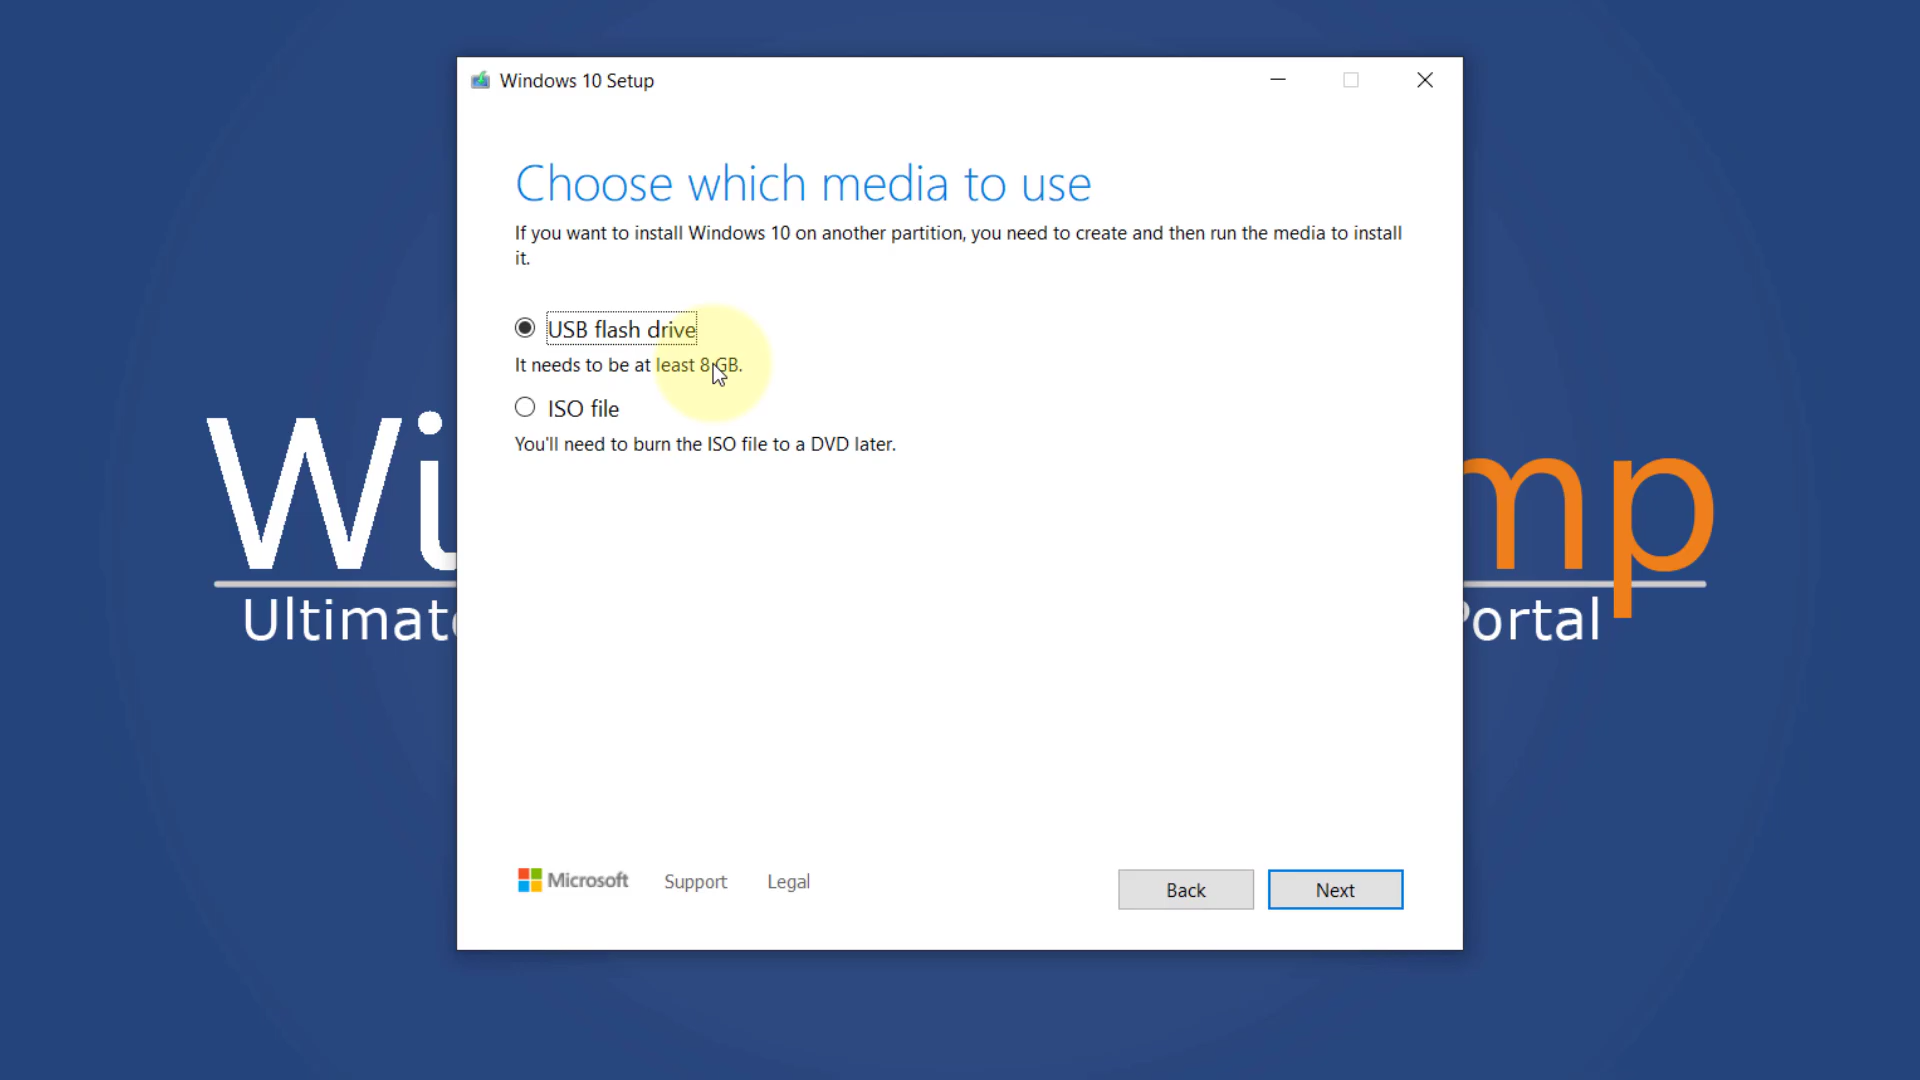 Windows 10 Setup
Choose which media to use
If you want to install Windows 10 on another partition, you need to create and then run the media to install
it.
USB flash drive
It needs to be at least 8 GB.
ISO file
You'll need to burn the ISO file to a DVD later.
Wi mp
Ultimate Portal
Microsoft Support Legal Back Next